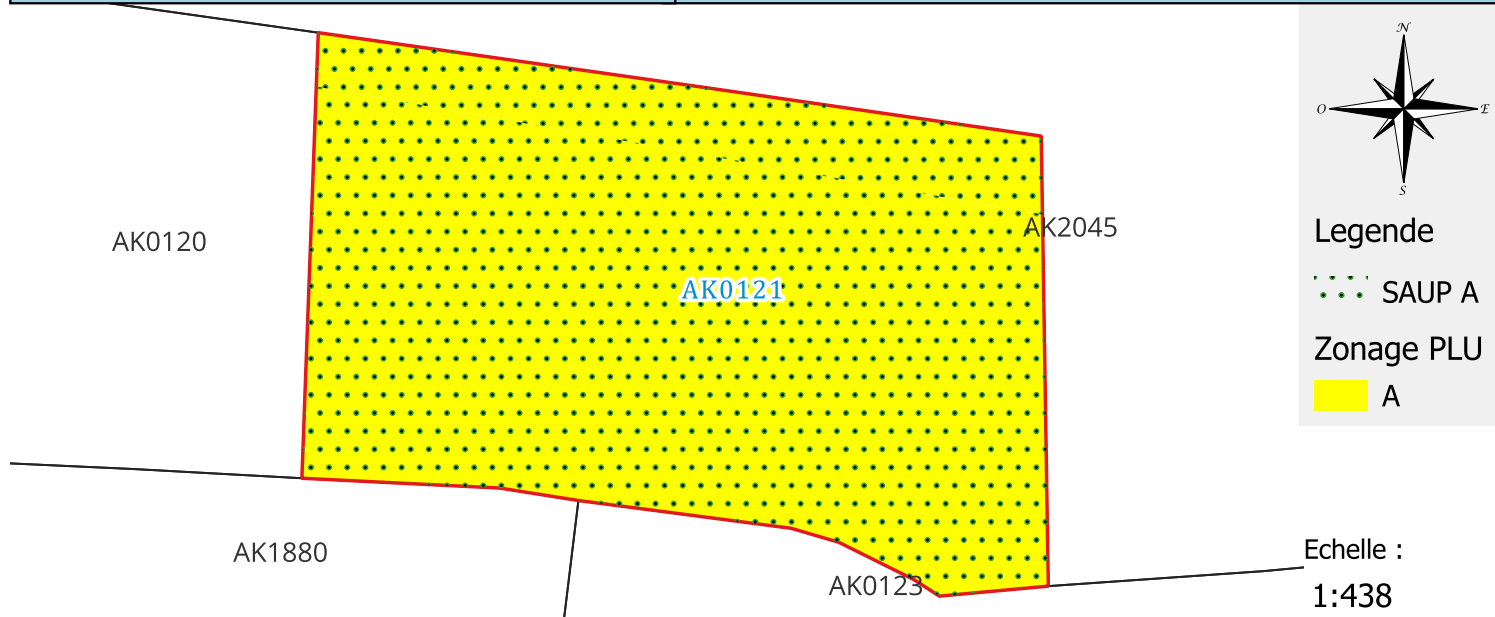 N
O
E
S
AK0120
AK2045
AK0121
Legende
SAUP A
Zonage PLU
A
AK1880
AK0123
Echelle :
1:438